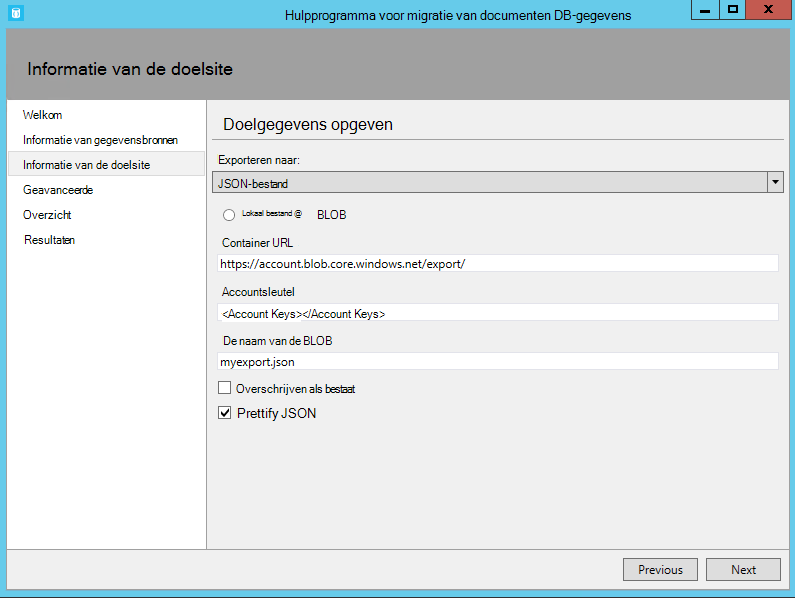 Hulpprogramma voor migratie van documenten DB-gegevens
Informatie van de doelsite
Welkom
Informatie van gegevensbronnen
Informatie van de doelsite
Geavanceerde
Overzicht
Resultaten
Doelgegevens opgeven
Exporteren naar:
JSON-bestand
Lokaal bestand @ BLOB
Container URL
https://account.blob.core.windows.net/export/
Accountsleutel
<Account Keys></Account Keys>
De naam van de BLOB
myexport.json
Overschrijven als bestaat
Prettify JSON
Previous Next